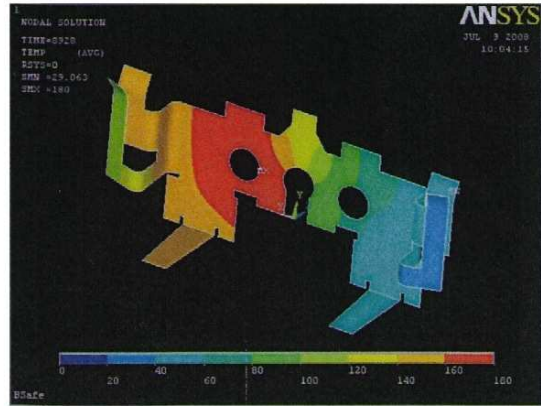 1
NODAL SOLUTION
TIME=8928
TEMP (AVG)
RSYS=0
SMN =29.063
SMX =180
ANSYS
JUL 9 2008
10:04:15
MX
Y
0 40 80 120 160
20 60 100 140 180
BSafe